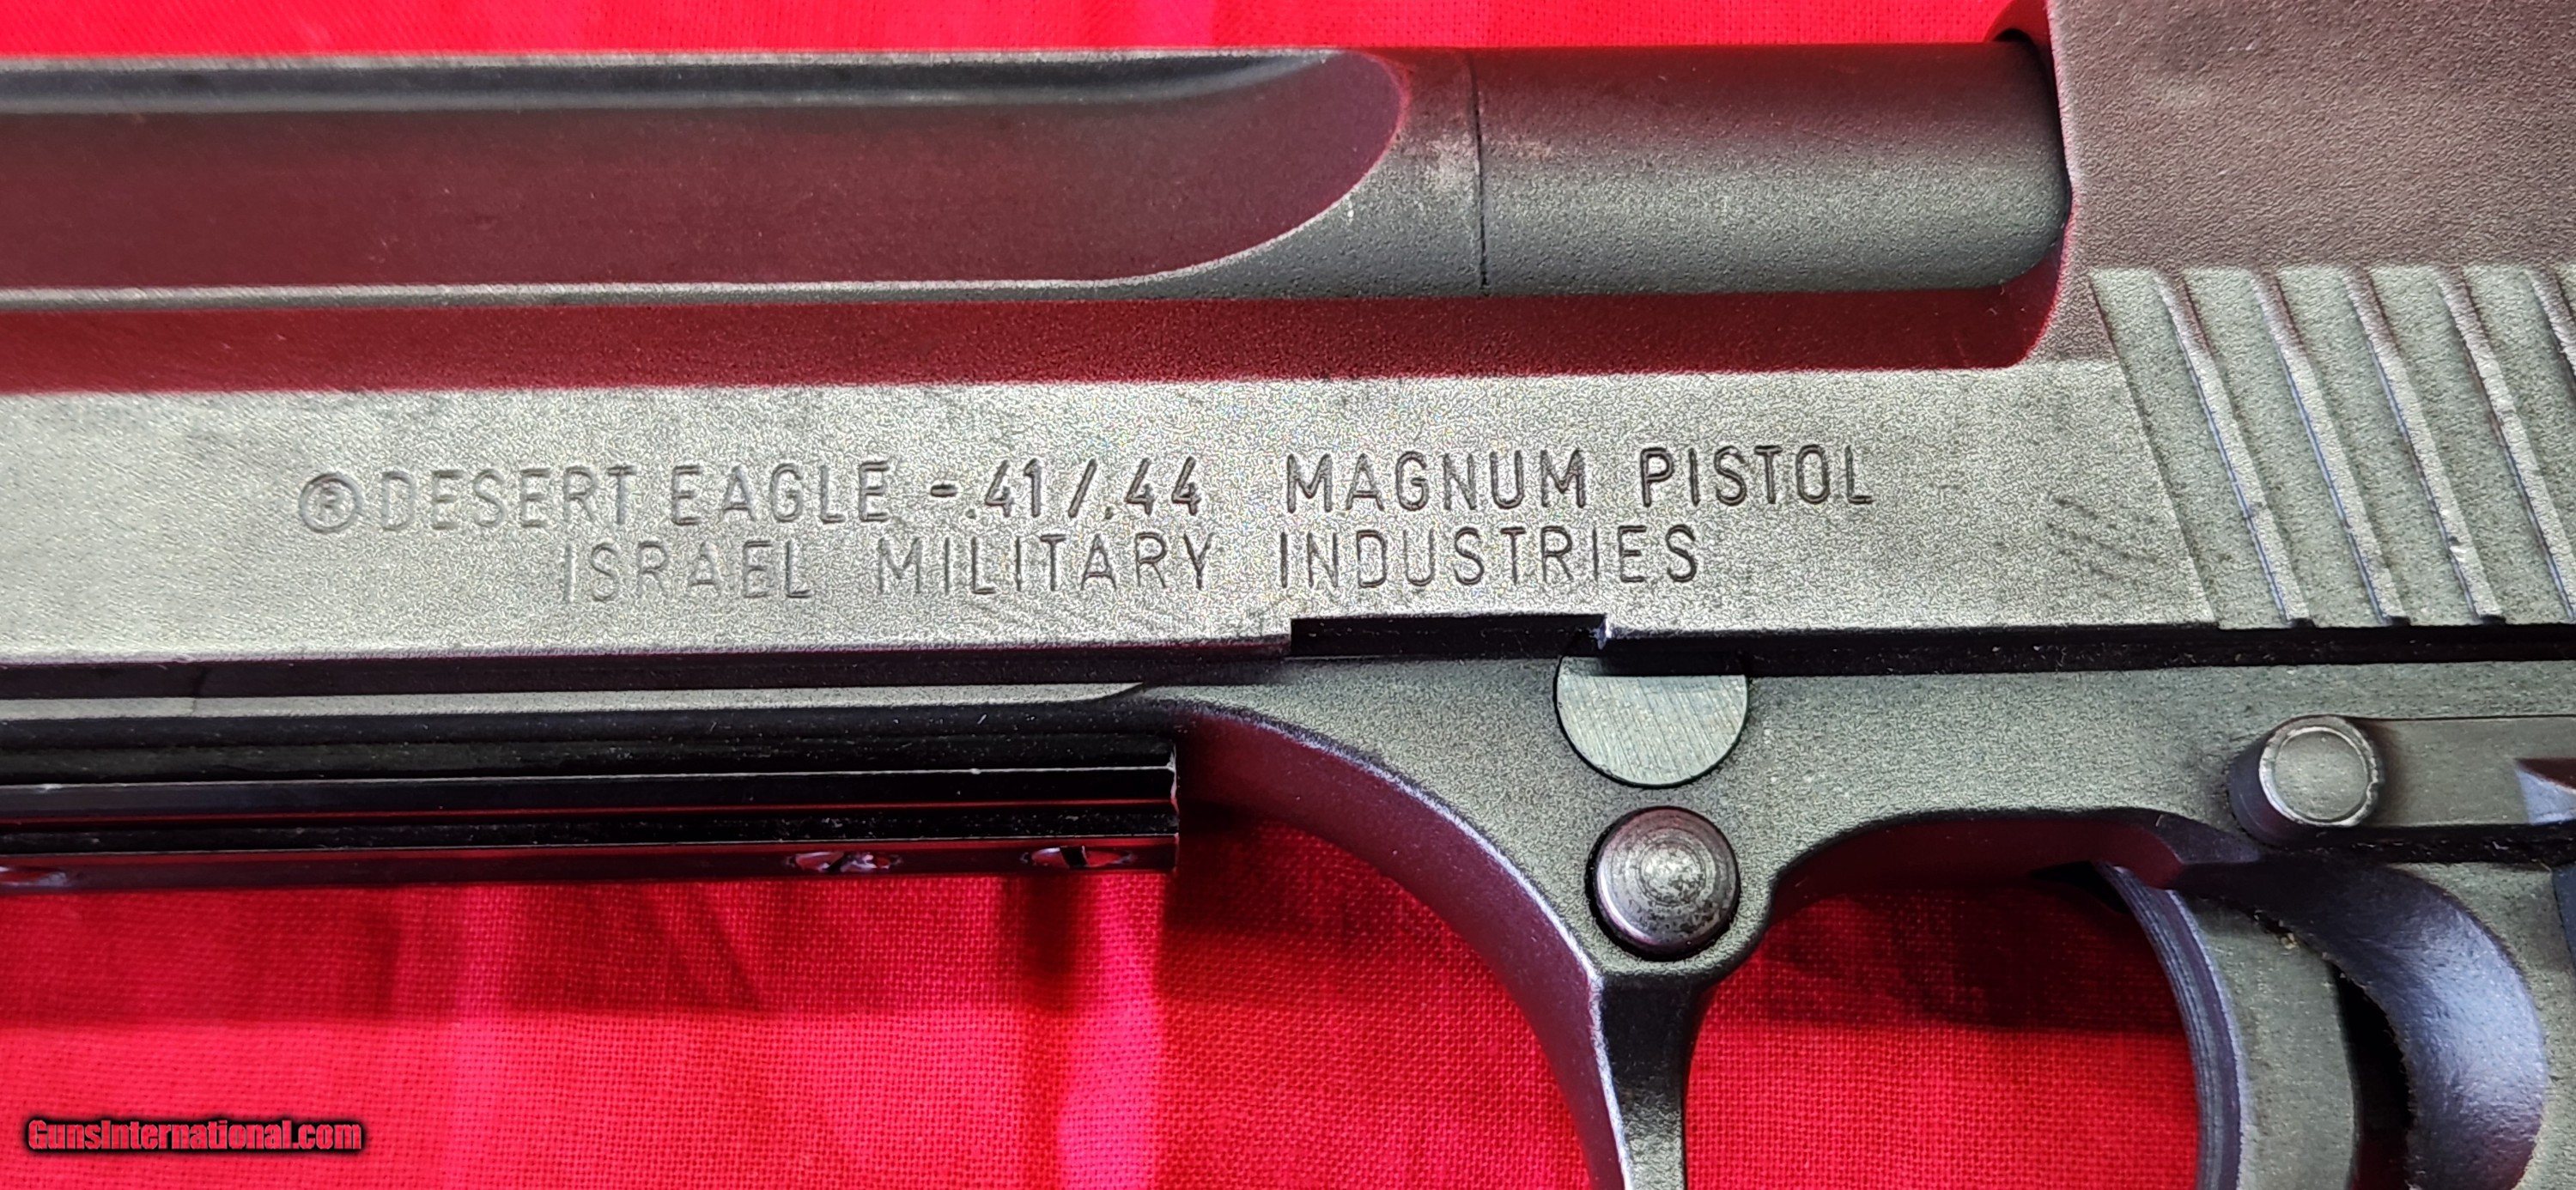 ® DESERT EAGLE -.41/.44 MAGNUM PISTOL
ISRAEL MILITARY INDUSTRIES
GunsInternational.com